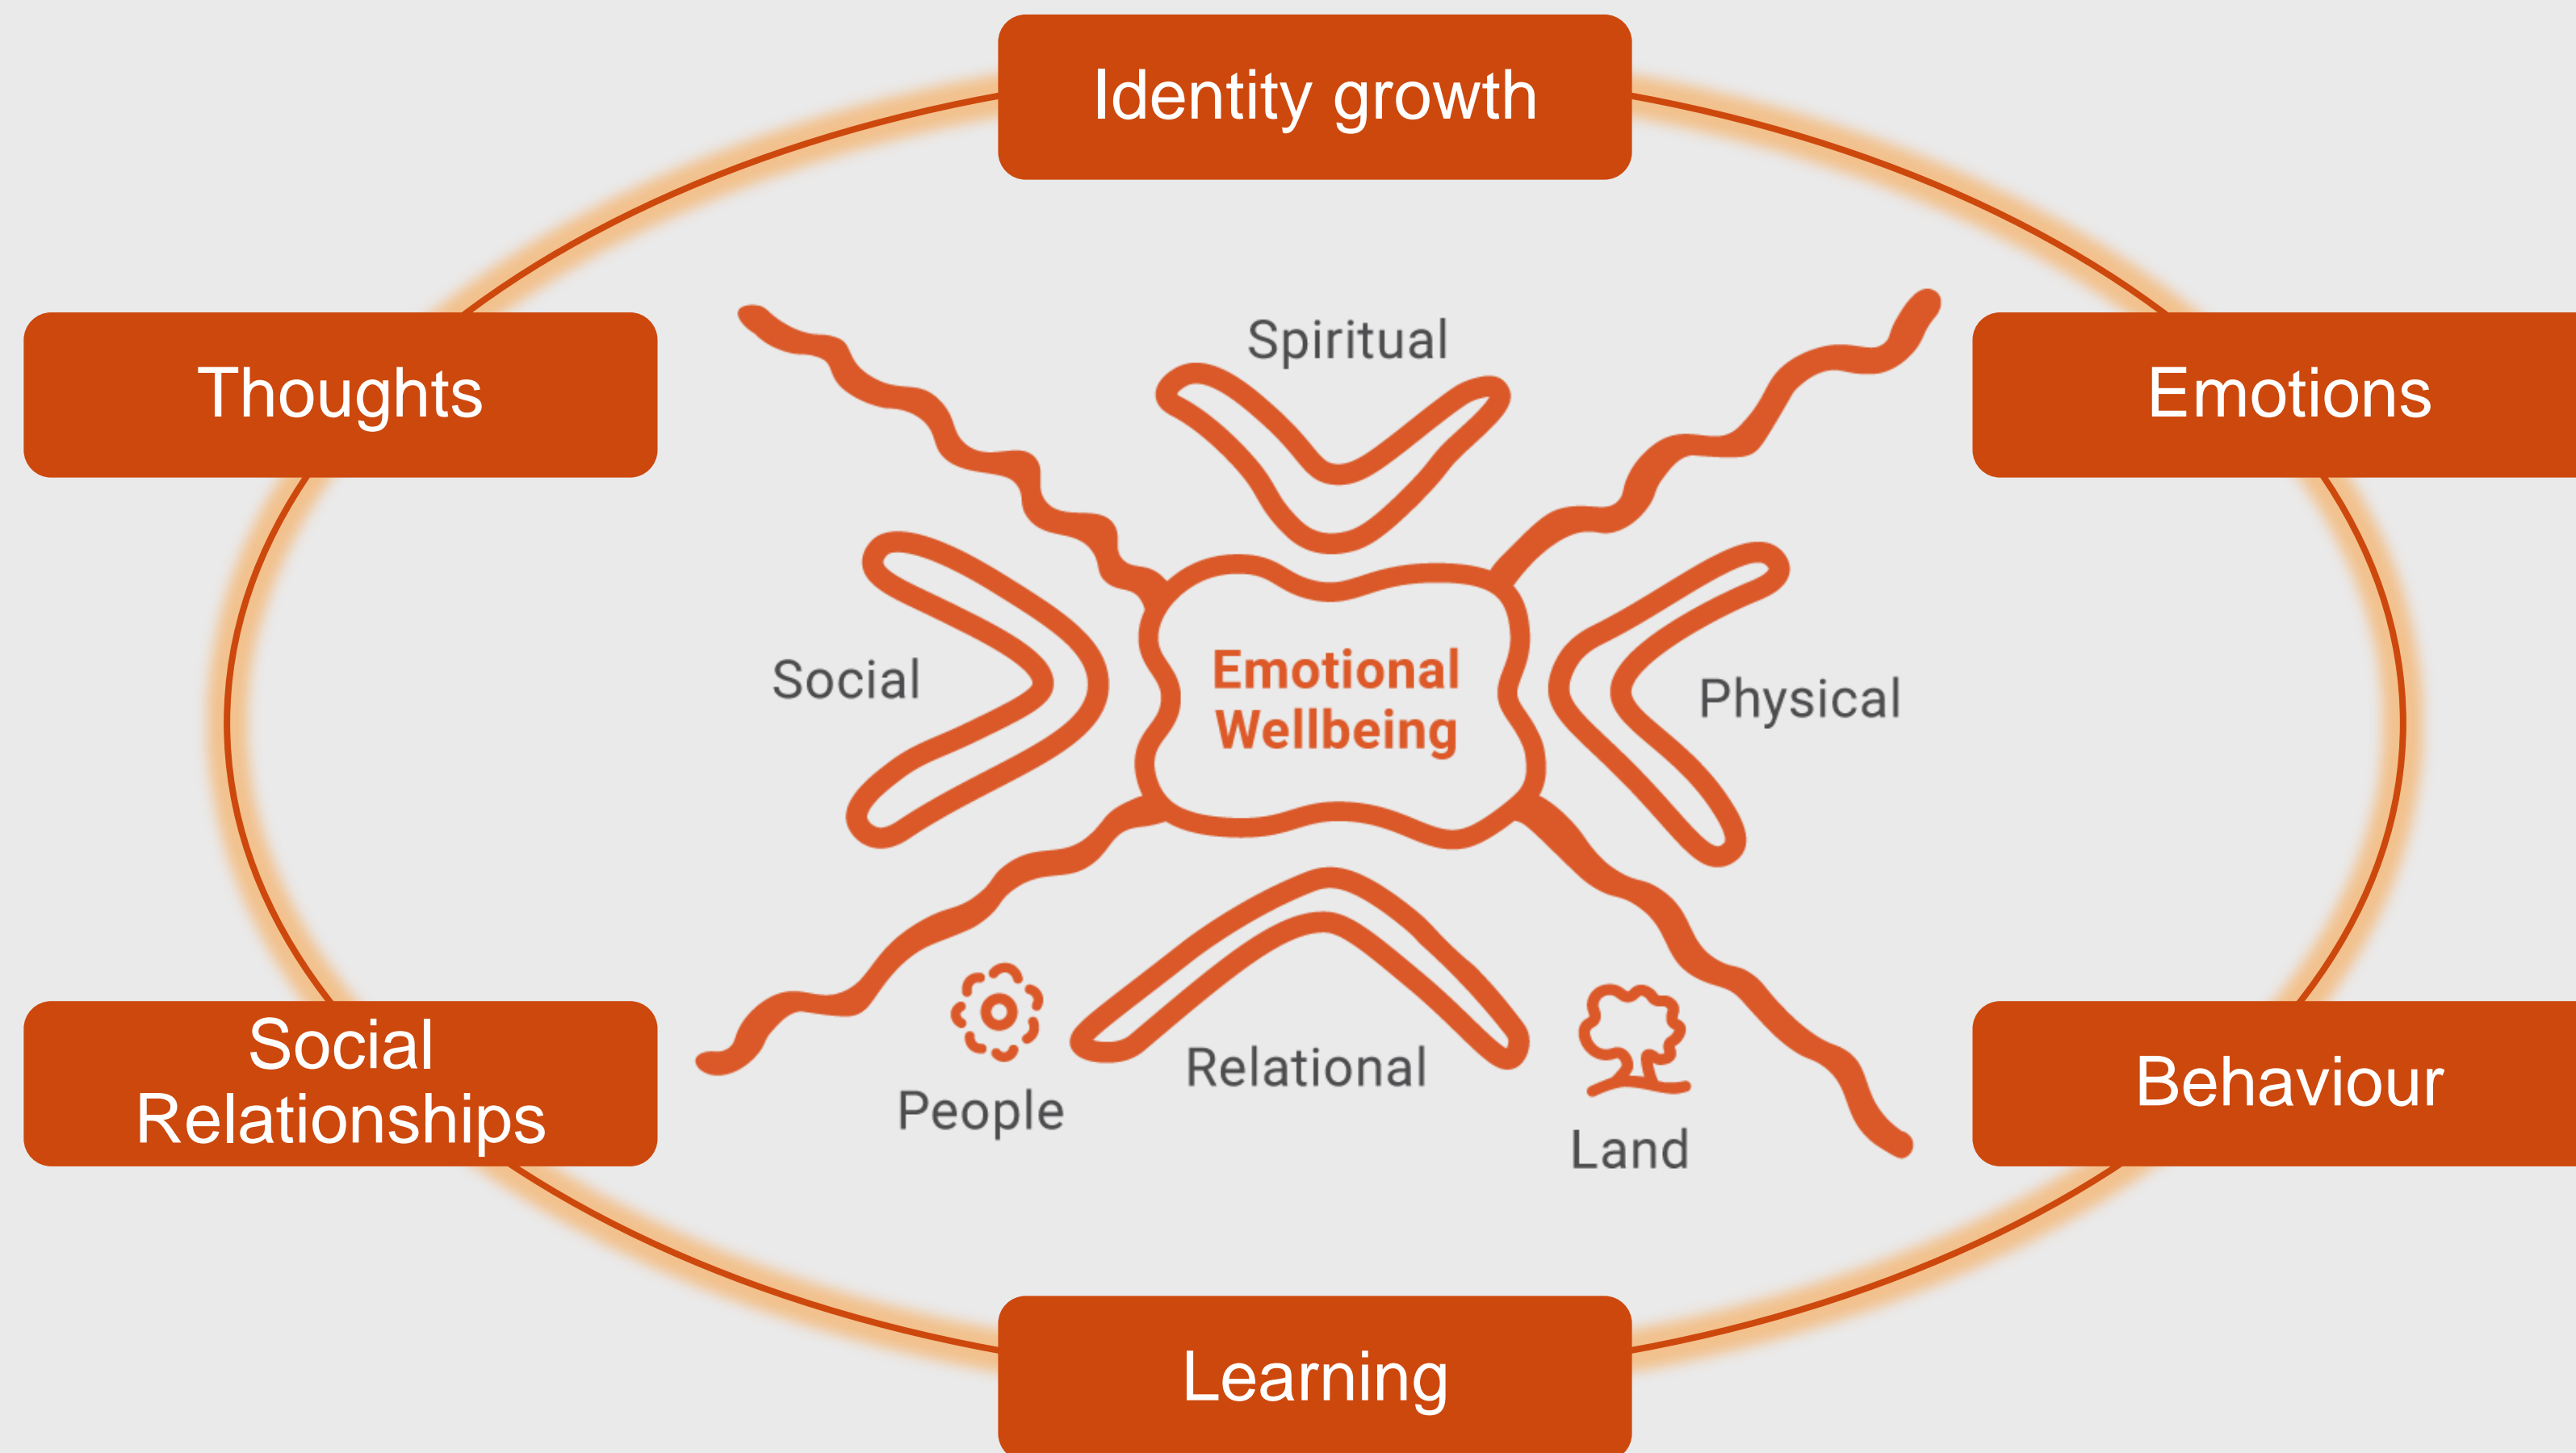 Identity growth
Thoughts
Emotions
Spiritual
Social
Emotional
Wellbeing
Physical
Social
Relationships
People
Relational
Land
Behaviour
Learning